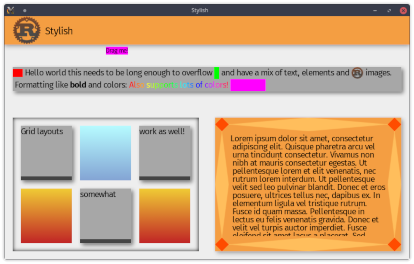 Stylish
Stylish
Drag me!
Hello world this needs to be long enough to overflow and have a mix of text, elements and images.
Formatting like bold and colors: Also supports lots of colors!
Grid layouts
work as well!
somewhat
Lorem ipsum dolor sit amet, consectetur
adipiscing elit. Quisque pharetra arcu vel
urna tincidunt consectetur. Vivamus non
nibh at mauris consectetur egestas. Ut
pellentesque lorem et elit venenatis, nec
rutrum lorem interdum. Ut pellentesque
velit sed leo pulvinar blandit. Donec et eros
posuere, ultrices tellus nec, dapibus ex. In
elementum ligula vel tristique cursus.
Fusce id quam massa. Pellentesque in
lectus eu felis ornare gravida. Donec et
velit vel turpis auctor imperdiet. Fusce